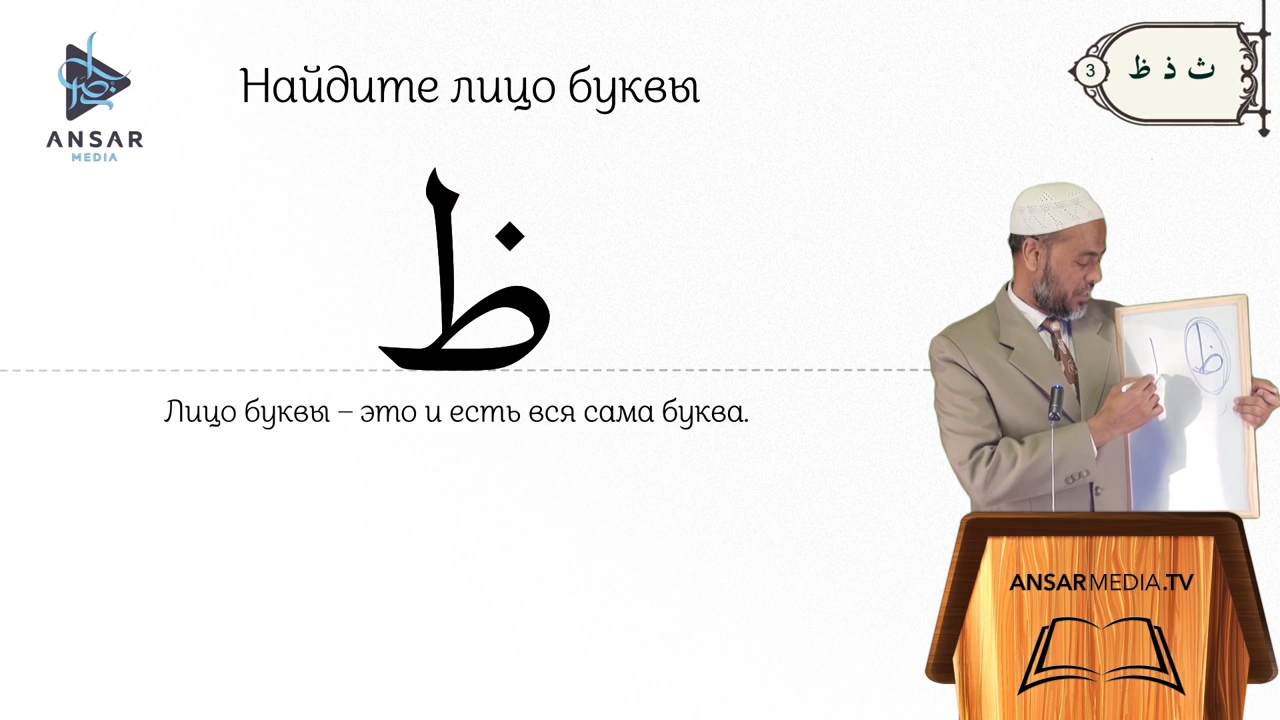 ANSAR
MEDIA
Найдите лицо буквы
3
ث ذ ظ
ظ
Лицо буквы – это и есть вся сама буква.
ا ظ
ANSARMEDIA.TV